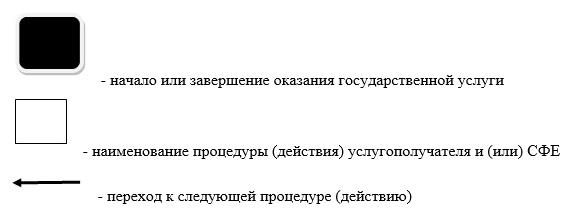 - начало или завершение оказания государственной услуги
- наименование процедуры (действия) услугополучателя и (или) СФЕ
- переход к следующей процедуре (действию)